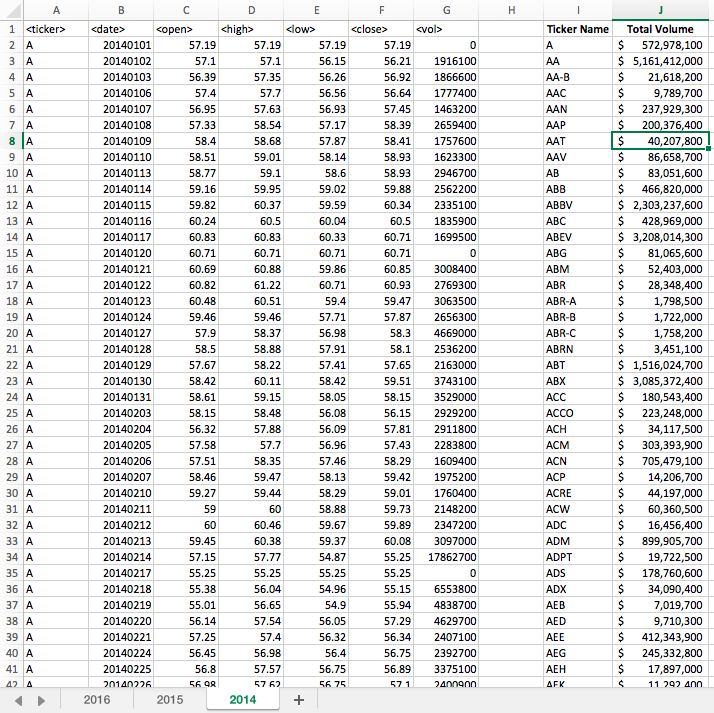 A B C D E F G H I J
1 <ticker> <date> <open> <high> <low> <close> <vol> Ticker Name Total Volume
2 A 20140101 57.19 57.19 57.19 57.19 0 A $ 572,978,100
3 A 20140102 57.1 57.1 56.15 56.21 1916100 AA $ 5,161,412,000
4 A 20140103 56.39 57.35 56.26 56.92 1866600 AA-B $ 21,618,200
5 A 20140106 57.4 57.7 56.56 56.64 1777400 AAC $ 9,789,700
6 A 20140107 56.95 57.63 56.93 57.45 1463200 AAN $ 237,929,300
7 A 20140108 57.33 58.54 57.17 58.39 2659400 AAP $ 200,376,400
8 A 20140109 58.4 58.68 57.87 58.41 1757600 AAT $ 40,207,800
9 A 20140110 58.51 59.01 58.14 58.93 1623300 AAV $ 86,658,700
10 A 20140113 58.77 59.1 58.6 58.93 2946700 AB $ 83,051,600
11 A 20140114 59.16 59.95 59.02 59.88 2562200 ABB $ 466,820,000
12 A 20140115 59.82 60.37 59.59 60.34 2335100 ABBV $ 2,303,237,600
13 A 20140116 60.24 60.5 60.04 60.5 1835900 ABC $ 428,969,000
14 A 20140117 60.83 60.83 60.33 60.71 1699500 ABEV $ 3,208,014,300
15 A 20140120 60.71 60.71 60.71 60.71 0 ABG $ 81,065,600
16 A 20140121 60.69 60.88 59.86 60.85 3008400 ABM $ 52,403,000
17 A 20140122 60.82 61.22 60.71 60.93 2769300 ABR $ 28,348,400
18 A 20140123 60.48 60.51 59.4 59.47 3063500 ABR-A $ 1,798,500
19 A 20140124 59.46 59.46 57.71 57.87 2656300 ABR-B $ 1,722,000
20 A 20140127 57.9 58.37 56.98 58.3 4669000 ABR-C $ 1,758,200
21 A 20140128 58.5 58.88 57.91 58.1 2536200 ABRN $ 3,451,100
22 A 20140129 57.67 58.22 57.41 57.65 2163000 ABT $ 1,516,024,700
23 A 20140130 58.42 60.11 58.42 59.51 3743100 ABX $ 3,085,372,400
24 A 20140131 58.61 59.15 58.05 58.15 3529000 ACC $ 180,543,400
25 A 20140203 58.15 58.48 56.08 56.15 2929200 ACCO $ 223,248,000
26 A 20140204 56.32 57.88 56.09 57.81 2911800 ACH $ 34,117,500
27 A 20140205 57.58 57.7 56.96 57.43 2283800 ACM $ 303,393,900
28 A 20140206 57.51 58.35 57.46 58.29 1609400 ACN $ 705,479,100
29 A 20140207 58.46 59.47 58.13 59.42 1975200 ACP $ 14,206,700
30 A 20140210 59.27 59.44 58.29 59.01 1760400 ACRE $ 44,197,000
31 A 20140211 59 60 58.88 59.73 2148200 ACW $ 60,360,500
32 A 20140212 60 60.46 59.67 59.89 2347200 ADC $ 16,456,400
33 A 20140213 59.45 60.38 59.37 60.08 3097000 ADM $ 899,905,700
34 A 20140214 57.15 57.77 54.87 55.25 17862700 ADPT $ 19,722,500
35 A 20140217 55.25 55.25 55.25 55.25 0 ADS $ 178,760,600
36 A 20140218 55.38 56.04 54.96 55.15 6553800 ADX $ 34,090,400
37 A 20140219 55.01 56.65 54.9 55.94 4838700 AEB $ 7,019,700
38 A 20140220 56.14 57.54 56.05 57.29 4629700 AED $ 9,710,300
39 A 20140221 57.25 57.4 56.32 56.34 2407100 AEE $ 412,343,900
40 A 20140224 56.45 56.98 56.4 56.75 2392700 AEG $ 245,332,800
41 A 20140225 56.8 57.57 56.75 56.89 3375100 AEH $ 17,897,000
42 A 20140226 56.98 57.62 56.75 57.1 2400900 AEK $ 11,292,400
2016 2015 2014 +